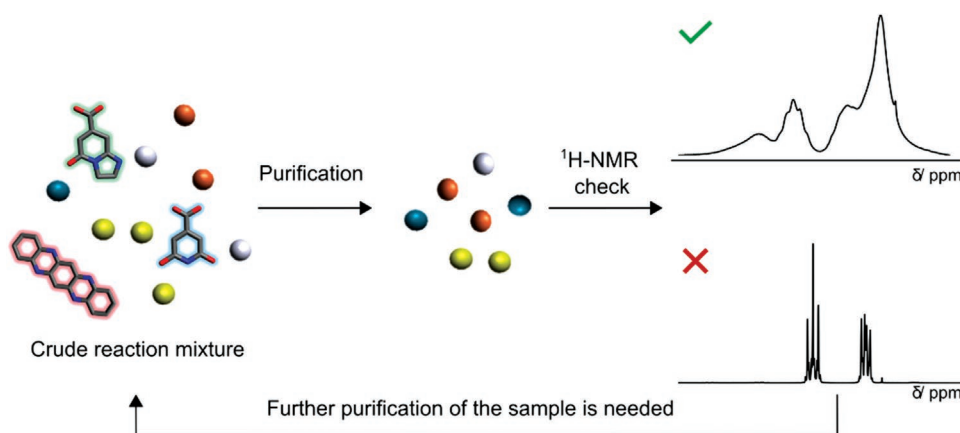 Purification
¹H-NMR
check
δ/ ppm
Crude reaction mixture
δ/ ppm
Further purification of the sample is needed